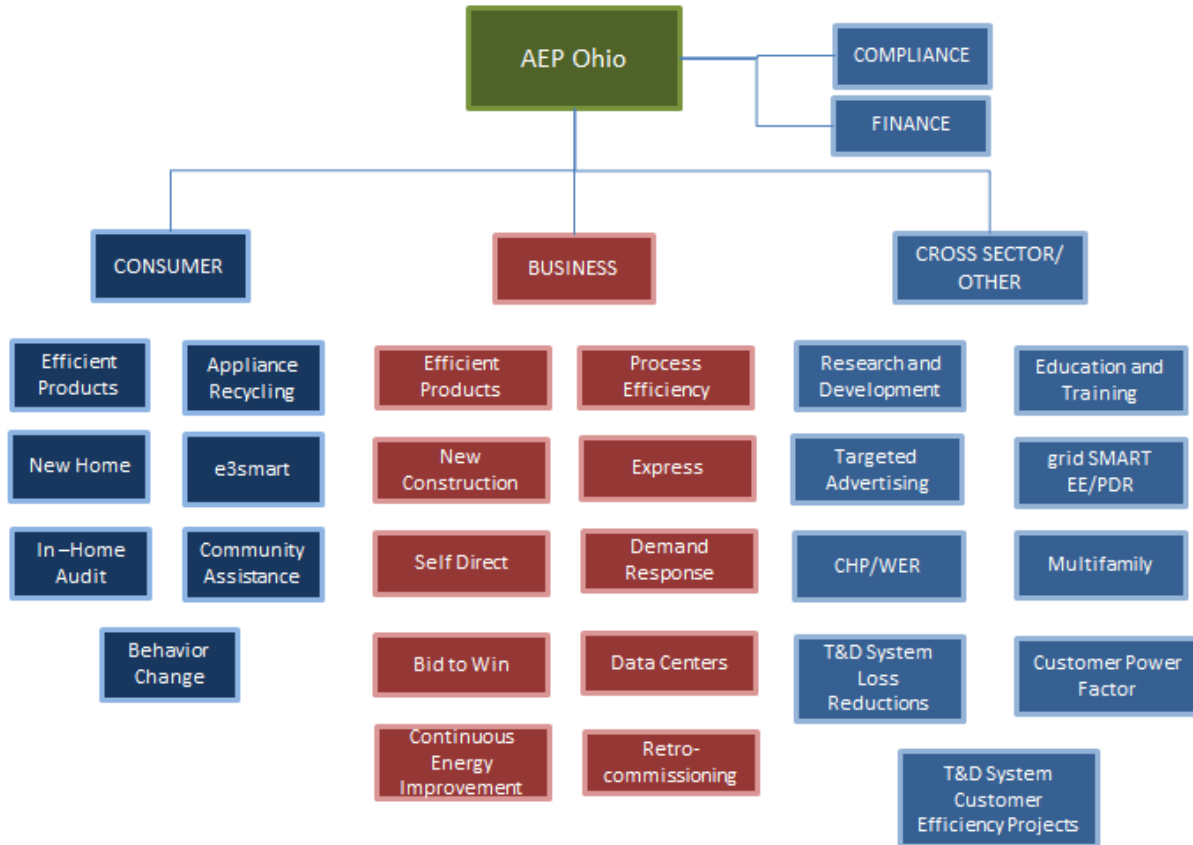 AEP Ohio
COMPLIANCE
FINANCE
CONSUMER
BUSINESS
CROSS SECTOR/
OTHER
Efficient
Products
Appliance
Recycling
New Home
e3smart
In –Home
Audit
Community
Assistance
Behavior
Change
Efficient
Products
Process
Efficiency
New
Construction
Express
Self Direct
Demand
Response
Bid to Win
Data Centers
Continuous
Energy
Improvement
Retro-
commissioning
Research and
Development
Education and
Training
Targeted
Advertising
grid SMART
EE/PDR
CHP/WER
Multifamily
T&D System
Loss
Reductions
Customer Power
Factor
T&D System
Customer
Efficiency Projects